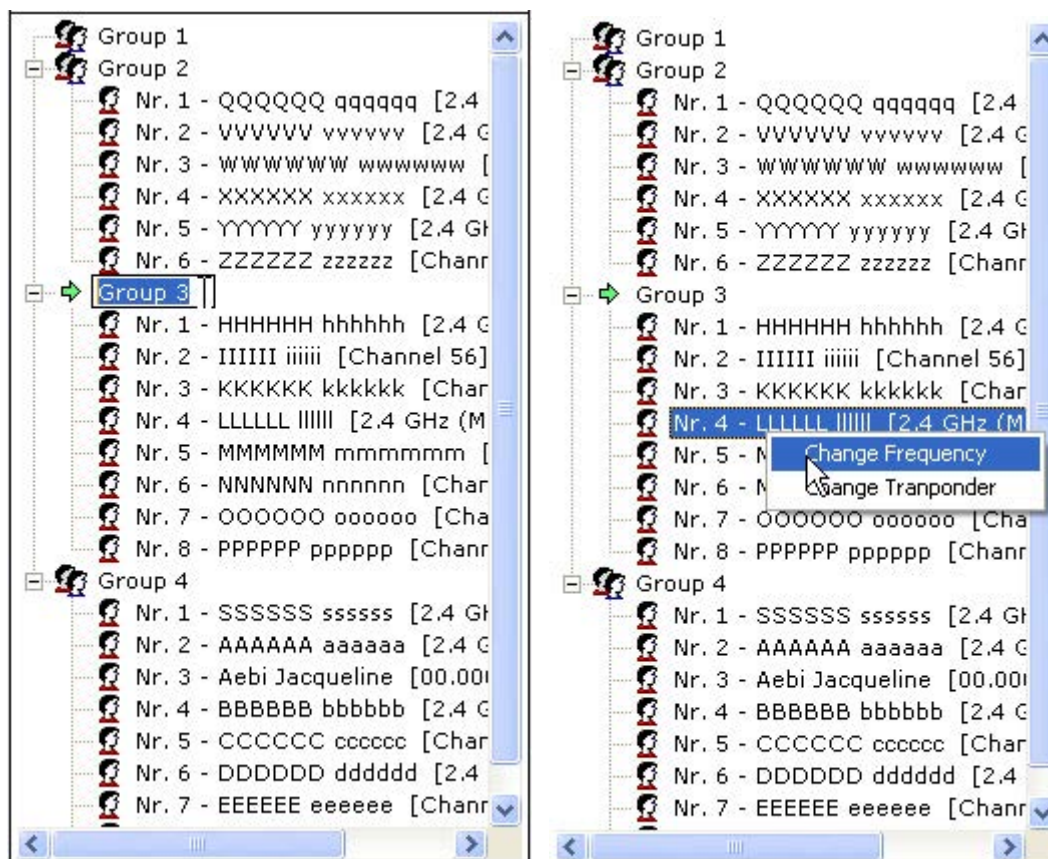 Group 1
Group 2
Nr. 1 - QQQQQQ qqqqqq [2.4
Nr. 2 - VVVVVV vvvvvv [2.4 G
Nr. 3 - WWWWWW wwwwww [
Nr. 4 - XXXXXX xxxxxx [2.4 G
Nr. 5 - YYYYYY yyyyyy [2.4 GH
Nr. 6 - ZZZZZZ zzzzzz [Chanr
Group 3
Nr. 1 - HHHHHH hhhhhh [2.4 G
Nr. 2 - IIIIII iiiiii [Channel 56]
Nr. 3 - KKKKKK kkkkkk [Char
Nr. 4 - LLLLLL llllll [2.4 GHz (M
Nr. 5 - MMMMMM mmmmmm [
Nr. 6 - NNNNNN nnnnnn [Char
Nr. 7 - OOOOOO oooooo [Cha
Nr. 8 - PPPPPP pppppp [Chanr
Group 4
Nr. 1 - SSSSSS ssssss [2.4 GH
Nr. 2 - AAAAAA aaaaaa [2.4 G
Nr. 3 - Aebi Jacqueline [00.00
Nr. 4 - BBBBBB bbbbbb [2.4 G
Nr. 5 - CCCCCC cccccc [Char
Nr. 6 - DDDDDD dddddd [2.4
Nr. 7 - EEEEEE eeeeee [Chanr
Group 1
Group 2
Nr. 1 - QQQQQQ qqqqqq [2.4
Nr. 2 - VVVVVV vvvvvv [2.4 G
Nr. 3 - WWWWWW wwwwww [
Nr. 4 - XXXXXX xxxxxx [2.4 G
Nr. 5 - YYYYYY yyyyyy [2.4 GH
Nr. 6 - ZZZZZZ zzzzzz [Chanr
Group 3
Nr. 1 - HHHHHH hhhhhh [2.4 G
Nr. 2 - IIIIII iiiiii [Channel 56]
Nr. 3 - KKKKKK kkkkkk [Char
Nr. 4 - LLLLLL llllll [2.4 GHz (M
Nr. 5 - M
Change Frequency
Nr. 6 - N
Change Tranponder
Nr. 7 - OOOOOO oooooo [Cha
Nr. 8 - PPPPPP pppppp [Chanr
Group 4
Nr. 1 - SSSSSS ssssss [2.4 GH
Nr. 2 - AAAAAA aaaaaa [2.4 G
Nr. 3 - Aebi Jacqueline [00.00
Nr. 4 - BBBBBB bbbbbb [2.4 G
Nr. 5 - CCCCCC cccccc [Char
Nr. 6 - DDDDDD dddddd [2.4
Nr. 7 - EEEEEE eeeeee [Chanr